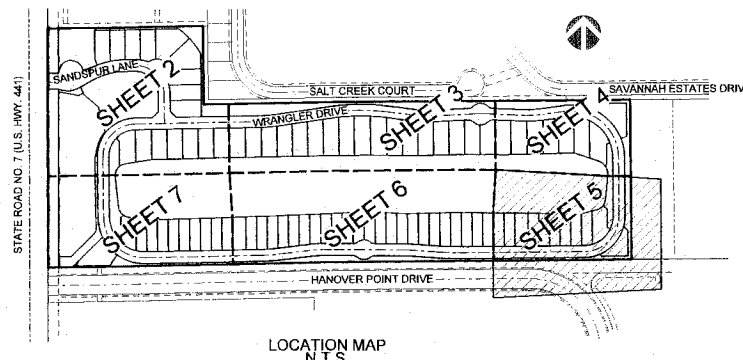 SANDSPUR LANE
SHEET 2
STATE ROAD NO. 7 (U.S. HWY. 441)
SALT CREEK COURT
SAVANNAH ESTATES DRIV
WRANGLER DRIVE
SHEET 3
SHEET 4
SHEET 7
SHEET 6
SHEET 5
HANOVER POINT DRIVE
LOCATION MAP
N.T.S.